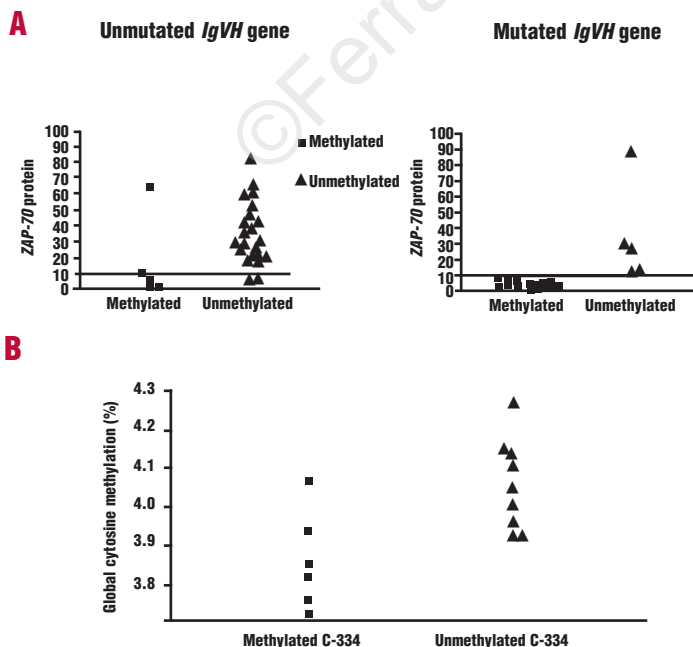 A
Unmutated IgVH gene
Mutated IgVH gene
©Ferra
ZAP-70 protein
100
90
80
70
60
50
40
30
20
10
0
Methylated
Unmethylated
Methylated
Unmethylated
ZAP-70 protein
100
90
80
70
60
50
40
30
20
10
0
Methylated
Unmethylated
B
Global cytosine methylation (%)
4.3
4.2
4.1
4.0
3.9
3.8
Methylated C-334
Unmethylated C-334